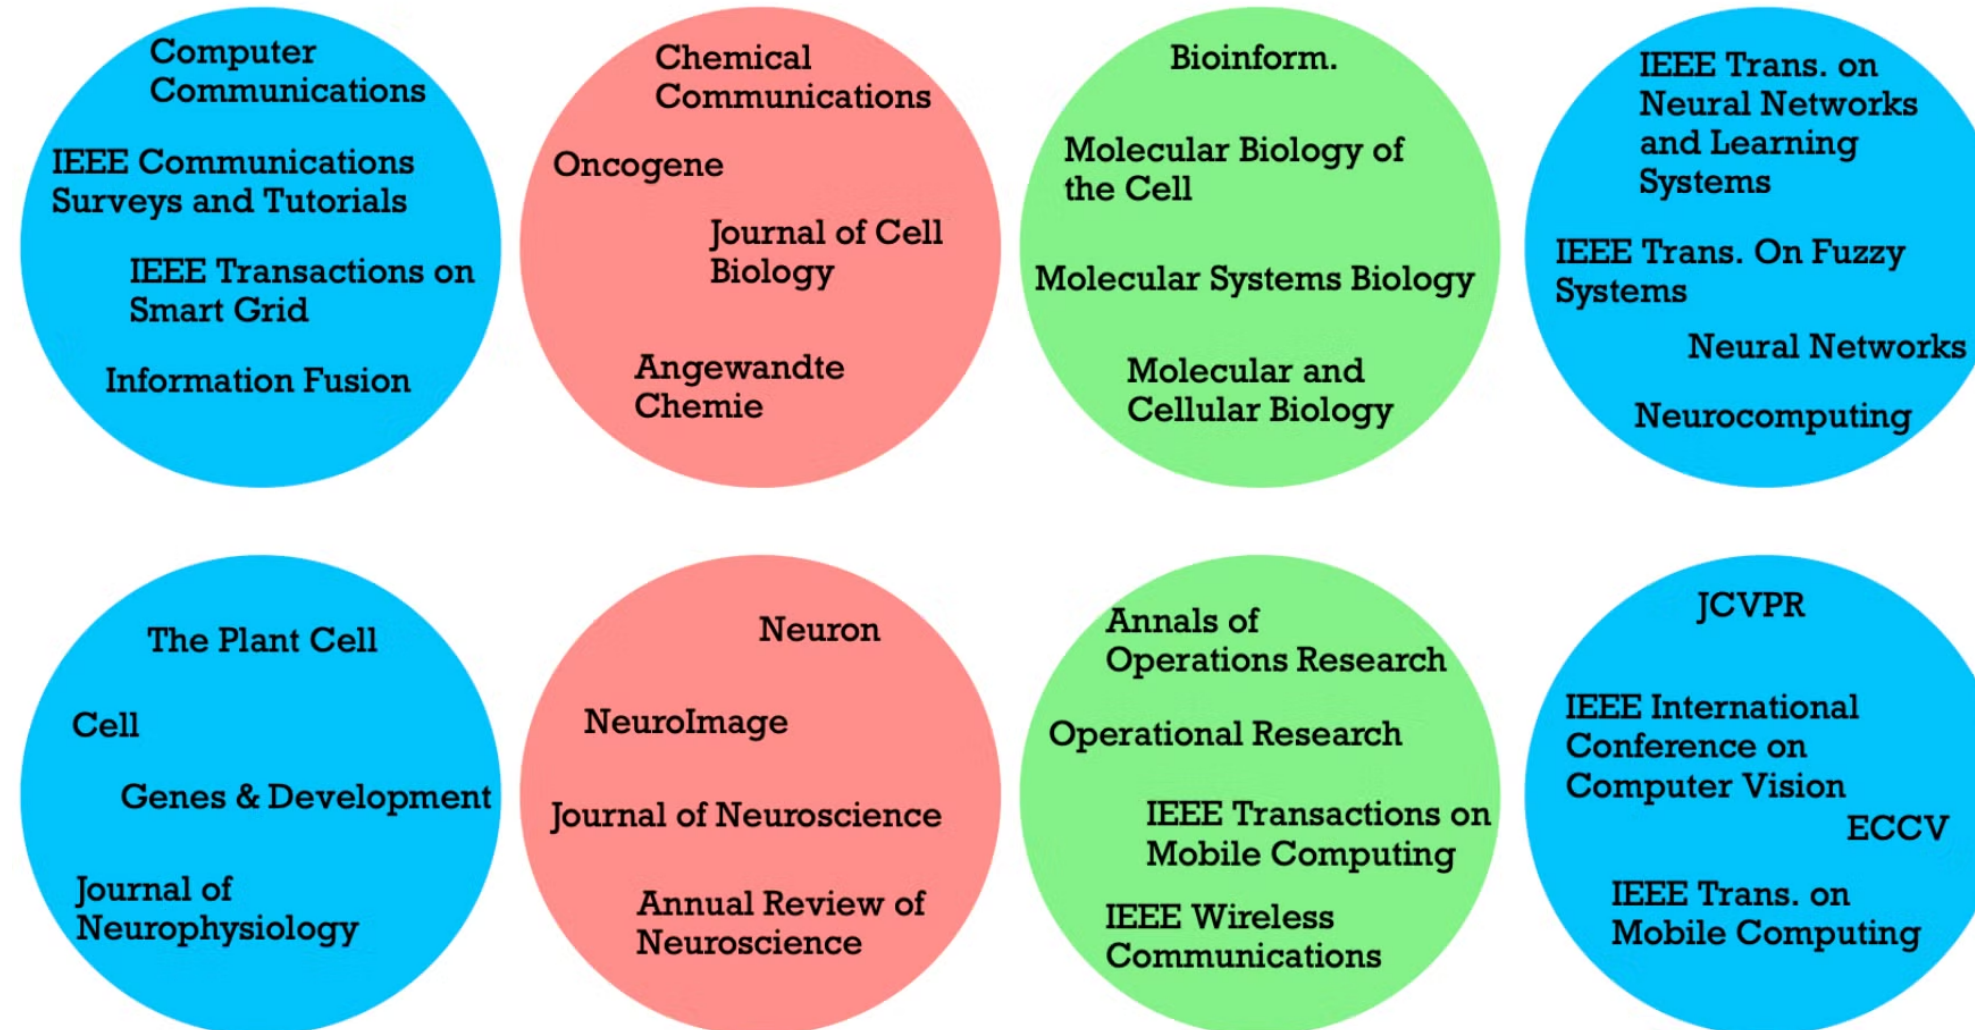 Computer
Communications
IEEE Communications
Surveys and Tutorials
IEEE Transactions on
Smart Grid
Information Fusion
Chemical
Communications
Oncogene
Journal of Cell
Biology
Angewandte
Chemie
Bioinform.
Molecular Biology of
the Cell
Molecular Systems Biology
Molecular and
Cellular Biology
IEEE Trans. on
Neural Networks
and Learning
Systems
IEEE Trans. On Fuzzy
Systems
Neural Networks
Neurocomputing
The Plant Cell
Cell
Genes & Development
Journal of
Neurophysiology
Neuron
NeuroImage
Journal of Neuroscience
Annual Review of
Neuroscience
Annals of
Operations Research
Operational Research
IEEE Transactions on
Mobile Computing
IEEE Wireless
Communications
JCVPR
IEEE International
Conference on
Computer Vision
ECCV
IEEE Trans. on
Mobile Computing